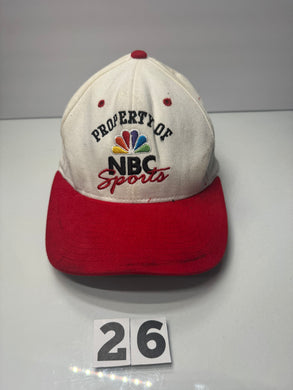 PROPERTY OF
NBC
Sports
26